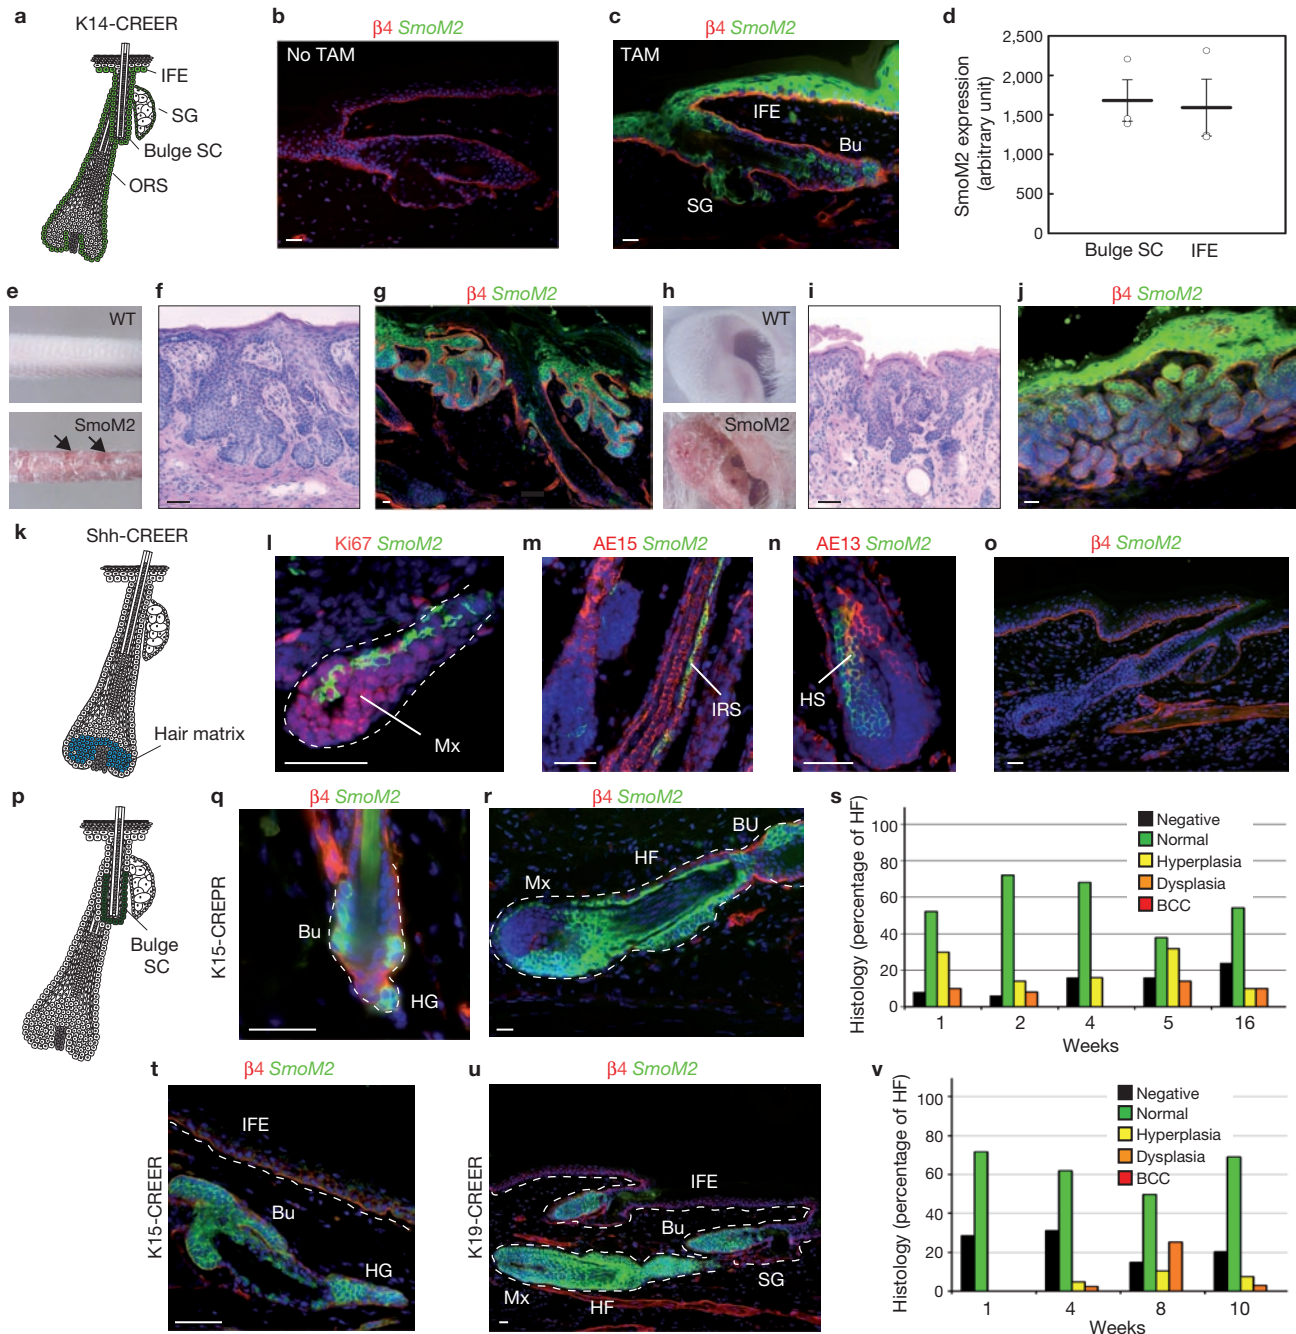 a
K14-CREER
IFE
SG
Bulge SC
ORS
b
β4 SmoM2
No TAM
c
β4 SmoM2
TAM
IFE
Bu
SG
d
SmoM2 expression
(arbitrary unit)
2,500
2,000
1,500
1,000
500
0
Bulge SC
IFE
e
WT
SmoM2
f
g
β4 SmoM2
h
WT
SmoM2
i
j
β4 SmoM2
k
Shh-CREER
Hair matrix
l
Ki67 SmoM2
Mx
m
AE15 SmoM2
IRS
n
AE13 SmoM2
HS
o
β4 SmoM2
p
Bulge
SC
q
β4 SmoM2
K15-CREPR
Bu
HG
r
β4 SmoM2
BU
HF
Mx
s
Histology (percentage of HF)
100
80
60
40
20
0
Negative
Normal
Hyperplasia
Dysplasia
BCC
1
2
4
5
16
Weeks
t
β4 SmoM2
K15-CREER
IFE
Bu
HG
u
β4 SmoM2
K19-CREER
IFE
Bu
SG
Mx
HF
v
Histology (percentage of HF)
100
80
60
40
20
0
Negative
Normal
Hyperplasia
Dysplasia
BCC
1
4
8
10
Weeks